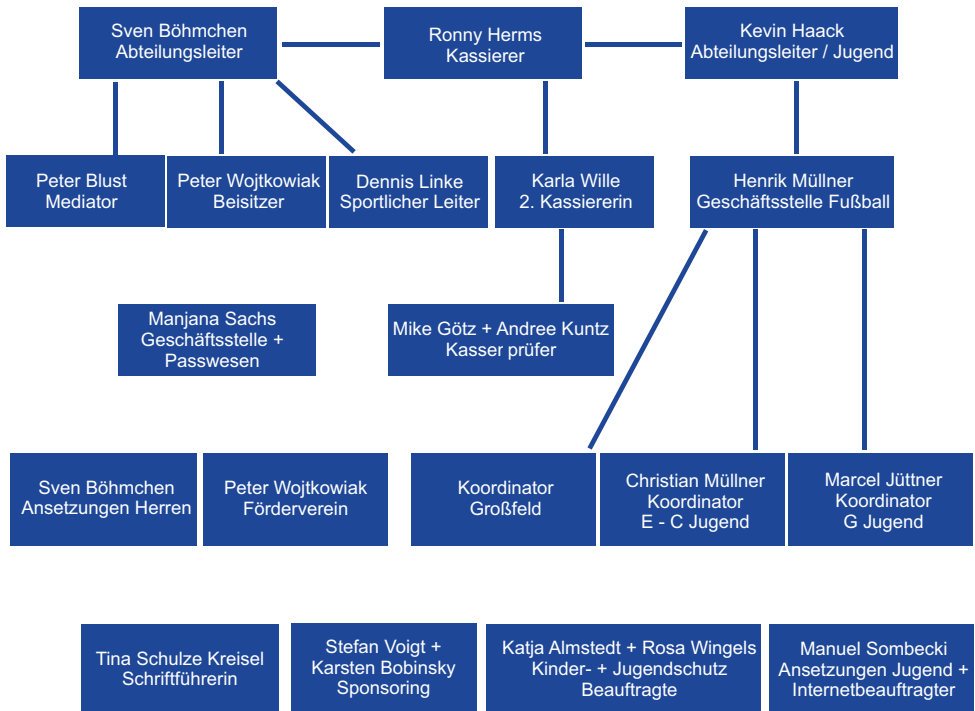 Sven Böhmchen
Abteilungsleiter
Ronny Herms
Kassierer
Kevin Haack
Abteilungsleiter / Jugend
Peter Blust
Mediator
Peter Wojtkowiak
Beisitzer
Dennis Linke
Sportlicher Leiter
Karla Wille
2. Kassiererin
Henrik Müllner
Geschäftsstelle Fußball
Manjana Sachs
Geschäftsstelle +
Passwesen
Mike Götz + Andree Kuntz
Kasser prüfer
Sven Böhmchen
Ansetzungen Herren
Peter Wojtkowiak
Förderverein
Koordinator
Großfeld
Christian Müllner
Koordinator
E - C Jugend
Marcel Jüttner
Koordinator
G Jugend
Tina Schulze Kreisel
Schriftführerin
Stefan Voigt +
Karsten Bobinsky
Sponsoring
Katja Almstedt + Rosa Wingels
Kinder- + Jugendschutz
Beauftragte
Manuel Sombecki
Ansetzungen Jugend +
Internetbeauftragter